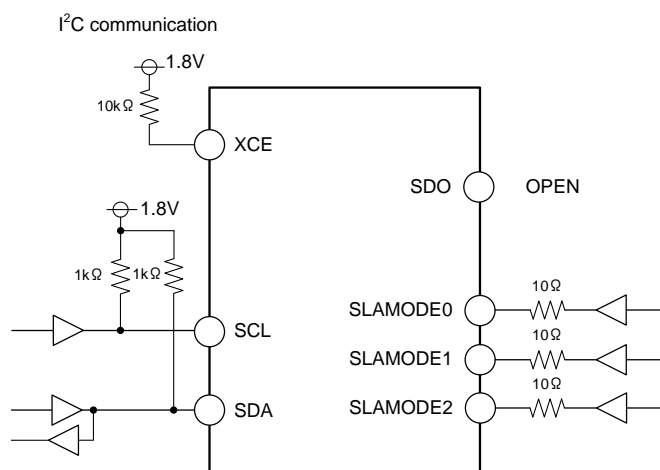 I²C communication
1.8V
10kΩ
XCE
SDO OPEN
1.8V
1kΩ 1kΩ
10Ω
SLAMODE0
SCL
10Ω
SLAMODE1
10Ω
SDA
SLAMODE2